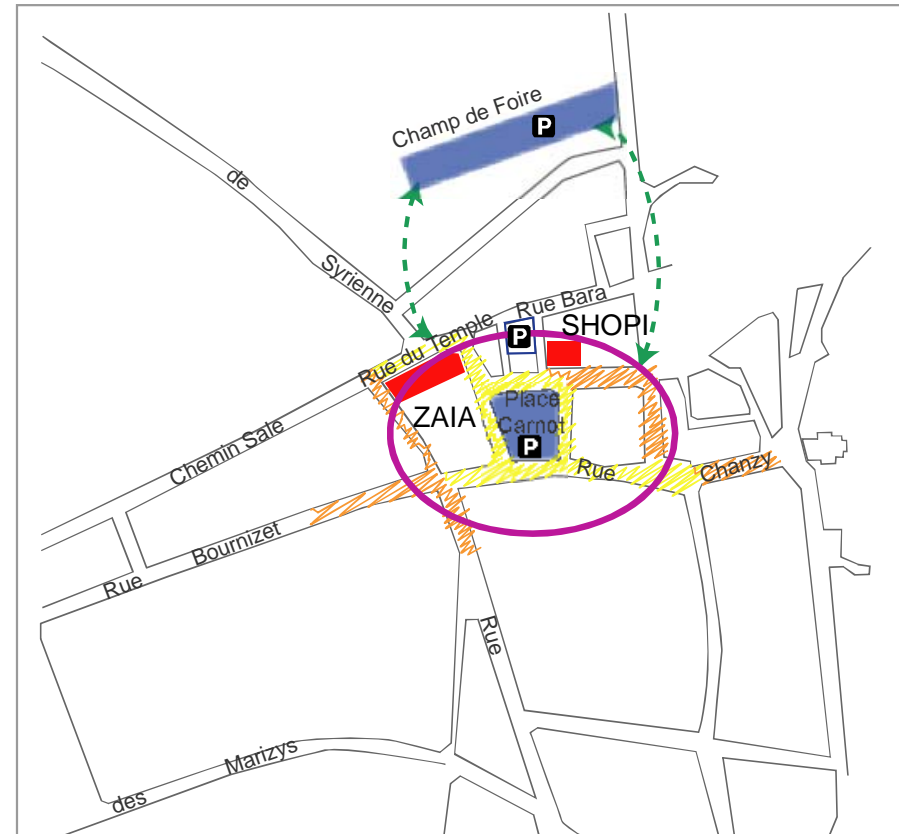 Champ de Foire
P
de
Syrienne
Rue Bara
P
SHOPI
Rue du Temple
ZAIA
Place
Carnot
P
Chemin Sale
Rue
Chanzy
Rue
Bournizet
Rue
des
Marizys